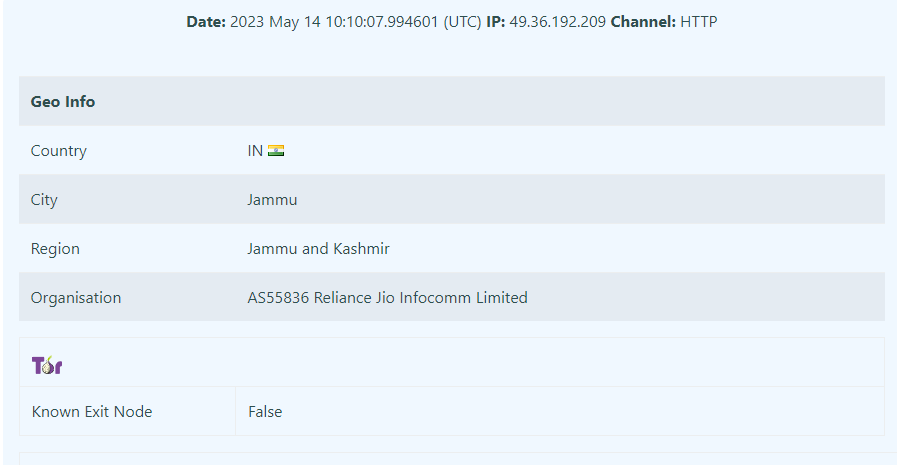 Date: 2023 May 14 10:10:07.994601 (UTC) IP: 49.36.192.209 Channel: HTTP
Geo Info
Country IN
City Jammu
Region Jammu and Kashmir
Organisation AS55836 Reliance Jio Infocomm Limited
Tor
Known Exit Node False